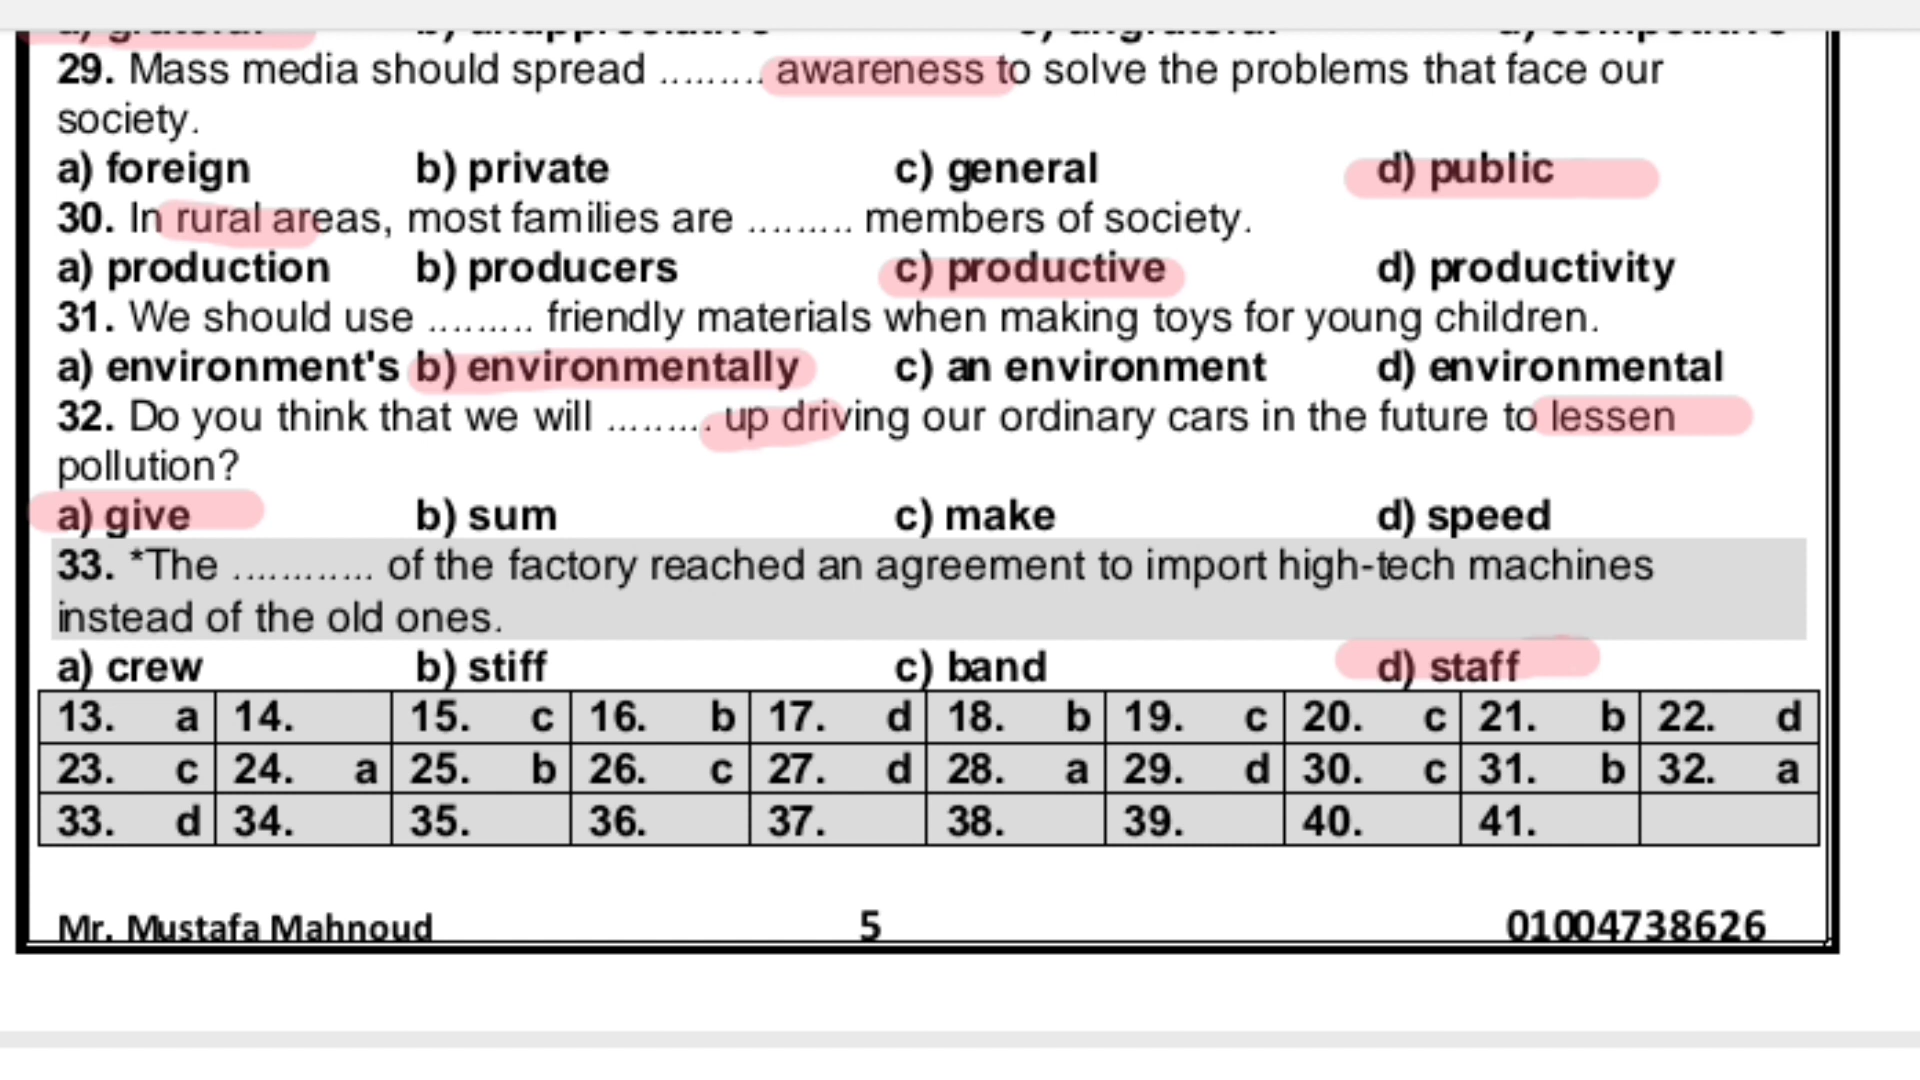 29. Mass media should spread ......... awareness to solve the problems that face our
society.
a) foreign b) private c) general d) public
30. In rural areas, most families are ......... members of society.
a) production b) producers c) productive d) productivity
31. We should use ......... friendly materials when making toys for young children.
a) environment's b) environmentally c) an environment d) environmental
32. Do you think that we will ......... up driving our ordinary cars in the future to lessen
pollution?
a) give b) sum c) make d) speed
33. *The ............ of the factory reached an agreement to import high-tech machines
instead of the old ones.
a) crew b) stiff c) band d) staff
13. a 14. 15. c 16. b 17. d 18. b 19. c 20. c 21. b 22. d
23. c 24. a 25. b 26. c 27. d 28. a 29. d 30. c 31. b 32. a
33. d 34. 35. 36. 37. 38. 39. 40. 41.
Mr. Mustafa Mahnoud 5 01004738626